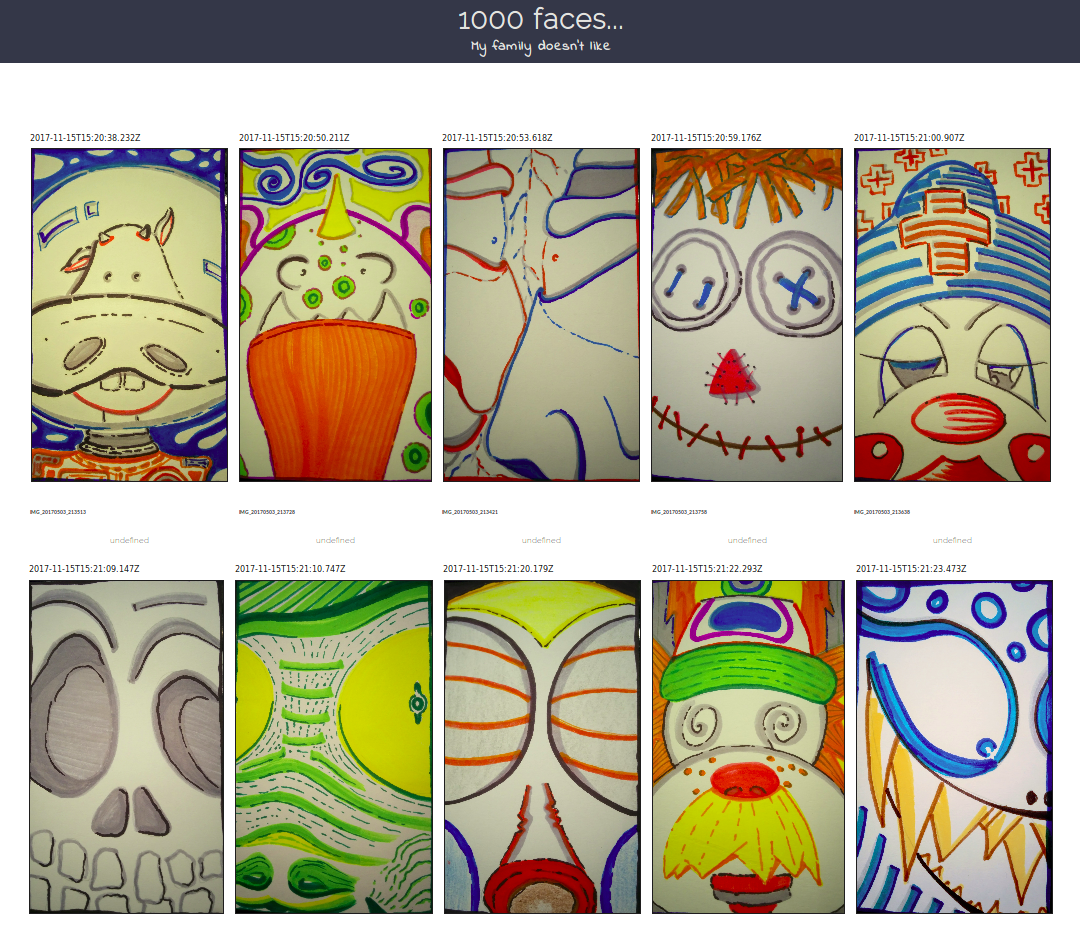 1000 faces...
My family doesn't like
2017-11-15T15:20:38.232Z
2017-11-15T15:20:50.211Z
2017-11-15T15:20:53.618Z
2017-11-15T15:20:59.176Z
2017-11-15T15:21:00.907Z
IMG_20170503_213513
IMG_20170503_213728
IMG_20170503_213421
IMG_20170503_213758
IMG_20170503_213638
undefined
undefined
undefined
undefined
undefined
2017-11-15T15:21:09.147Z
2017-11-15T15:21:10.747Z
2017-11-15T15:21:20.179Z
2017-11-15T15:21:22.293Z
2017-11-15T15:21:23.473Z